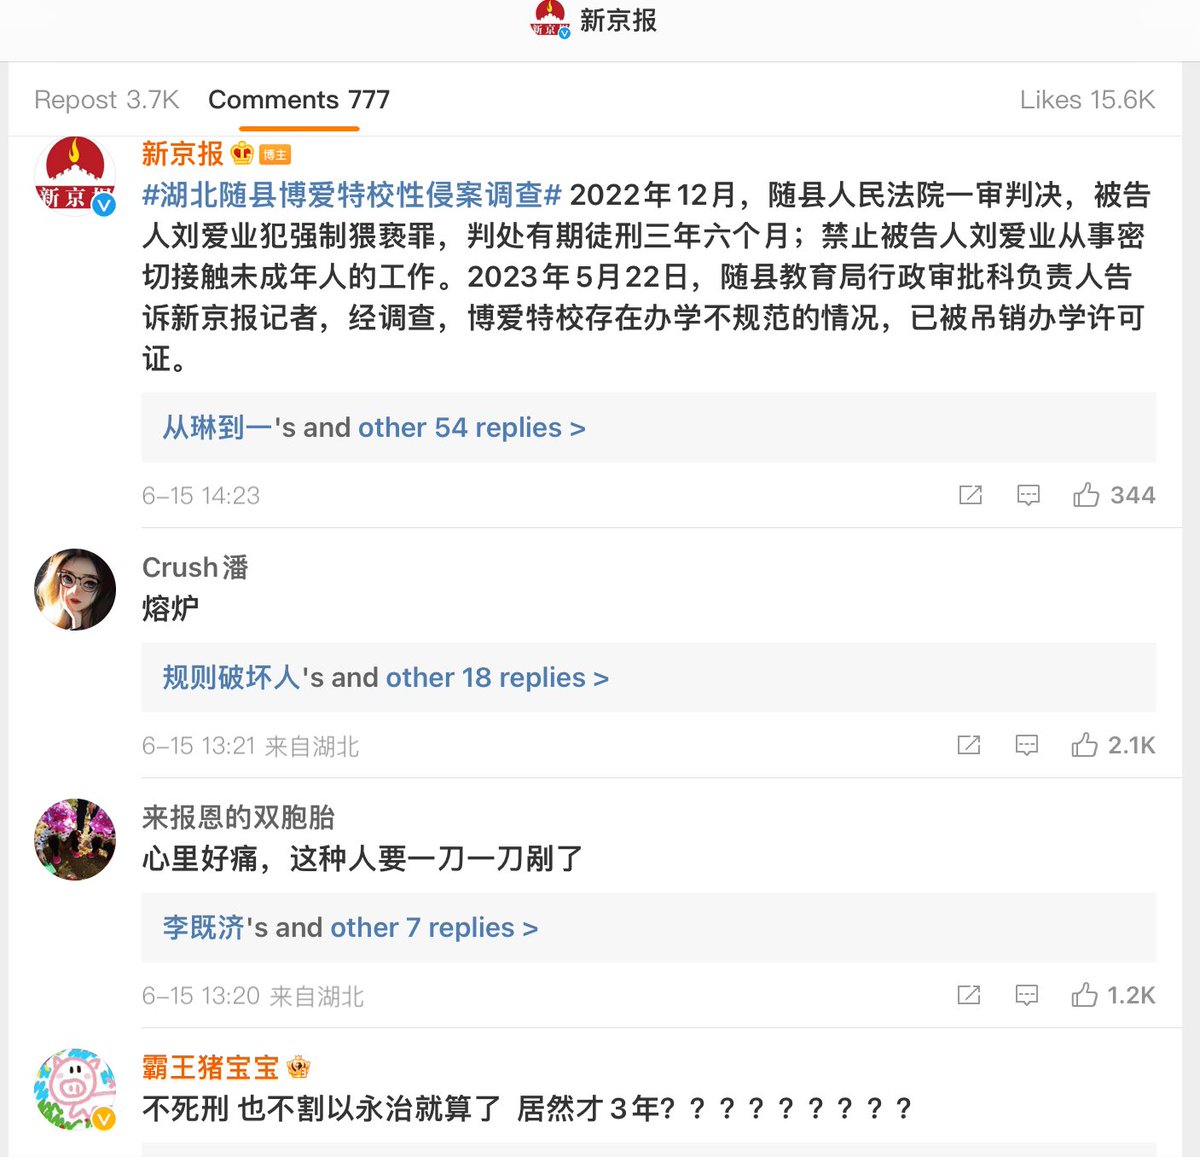 新京报
新京报
Repost 3.7K Comments 777 Likes 15.6K
新京报
新京报 博主
#湖北随县博爱特校性侵案调查# 2022年12月，随县人民法院一审判决，被告
人刘爱业犯强制猥亵罪，判处有期徒刑三年六个月；禁止被告人刘爱业从事密
切接触未成年人的工作。2023年5月22日，随县教育局行政审批科负责人告
诉新京报记者，经调查，博爱特校存在办学不规范的情况，已被吊销办学许可
证。
从琳到一's and other 54 replies >
6-15 14:23 344
Crush潘
熔炉
规则破坏人's and other 18 replies >
6-15 13:21 来自湖北 2.1K
来报恩的双胞胎
心里好痛，这种人要一刀一刀剐了
李既济's and other 7 replies >
6-15 13:20 来自湖北 1.2K
霸王猪宝宝
不死刑 也不割以永治就算了 居然才3年？？？？？？？？？